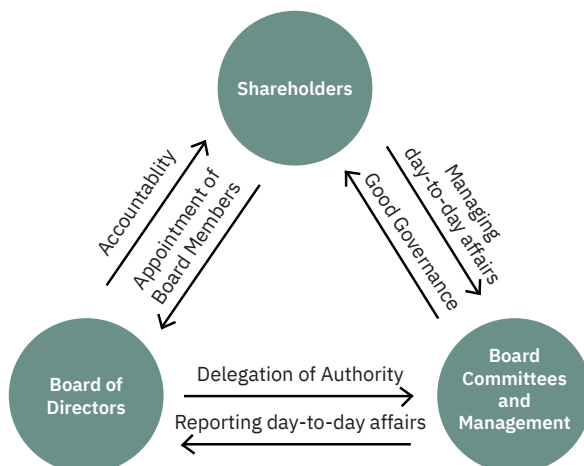 Shareholders
Accountablity
Appointment of
Board Members
Managing
day-to-day affairs
Good Governance
Board of
Directors
Delegation of Authority
Reporting day-to-day affairs
Board
Committees
and
Management